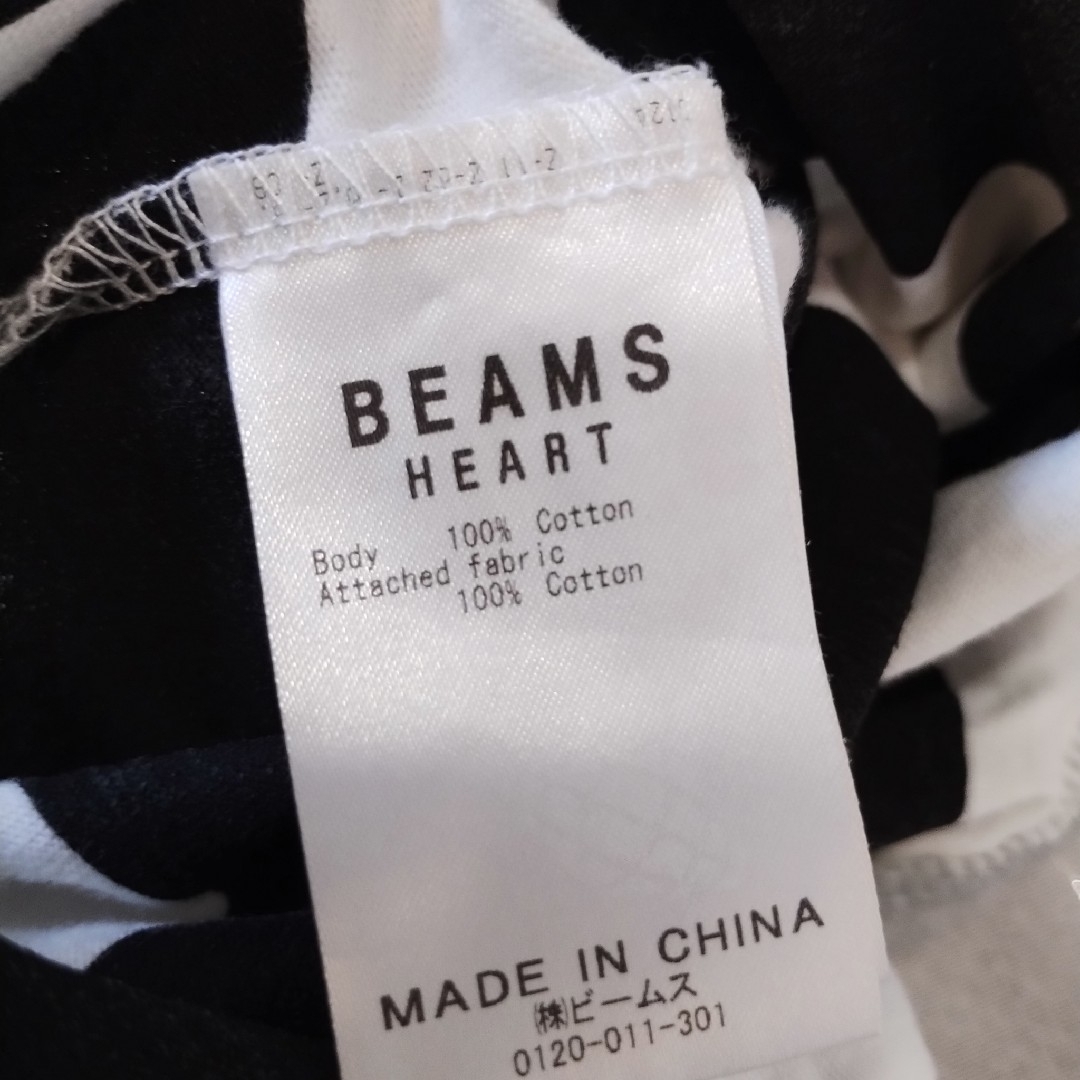 BEAMS
HEART
Body 100% Cotton
Attached fabric
100% Cotton
MADE IN CHINA
㈱ビームス
0120-011-301